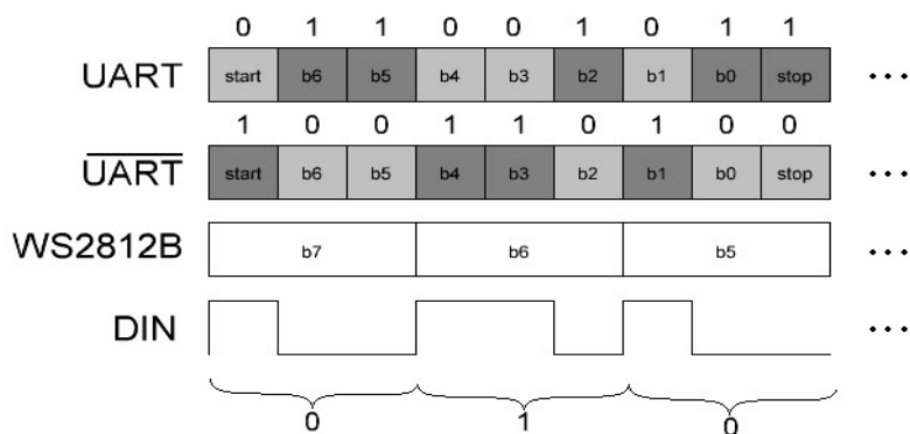 0 1 1 0 0 1 0 1 1
UART start b6 b5 b4 b3 b2 b1 b0 stop ...
1 0 0 1 1 0 1 0 0
U̅A̅R̅T̅ start b6 b5 b4 b3 b2 b1 b0 stop ...
WS2812B b7 b6 b5 ...
DIN ...
0 1 0